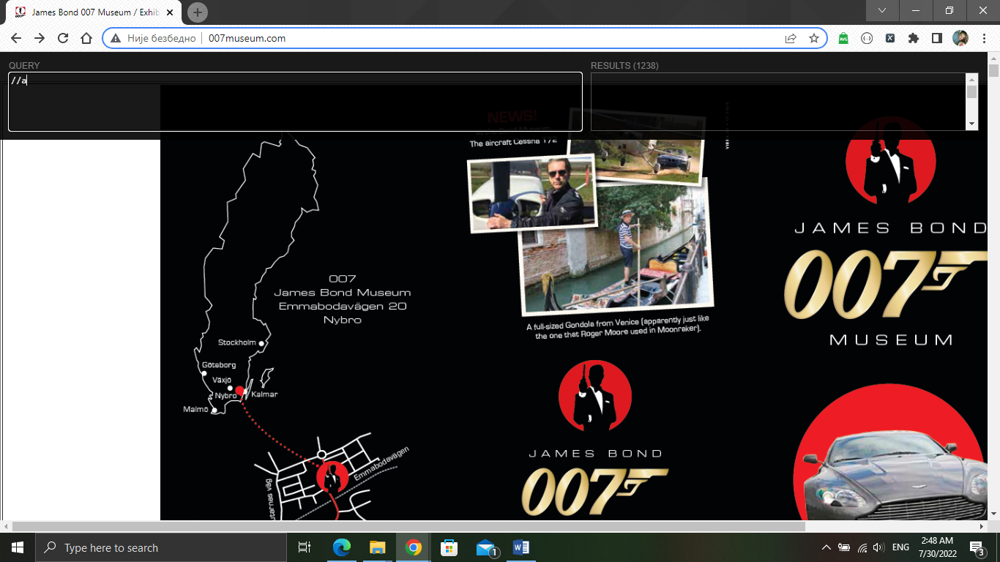 James Bond 007 Museum / Exhib
Није безбедно
007museum.com
QUERY
//a
RESULTS (1238)
NEWS!
The aircraft Cessna 172
007
James Bond Museum
Emmabodavägen 20
Nybro
Stockholm
Göteborg
Växjö
Nybro
Kalmar
Malmö
Emmabodavägen
utarnas väg
A full-sized Gondola from Venice (apparently just like
the one that Roger Moore used in Moonraker).
JAMES BOND
007
JAMES BOND
007
MUSEUM
Type here to search
1
ENG
2:48 AM
7/30/2022
3